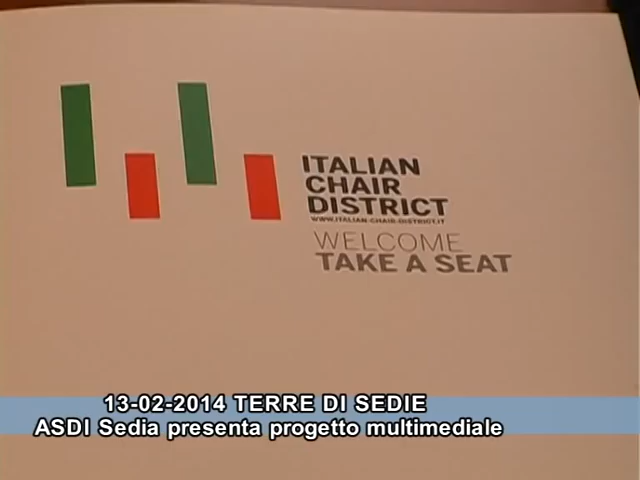 ITALIAN
CHAIR
DISTRICT
WWW.ITALIAN-CHAIR-DISTRICT.IT
WELCOME
TAKE A SEAT
13-02-2014 TERRE DI SEDIE
ASDI Sedia presenta progetto multimediale